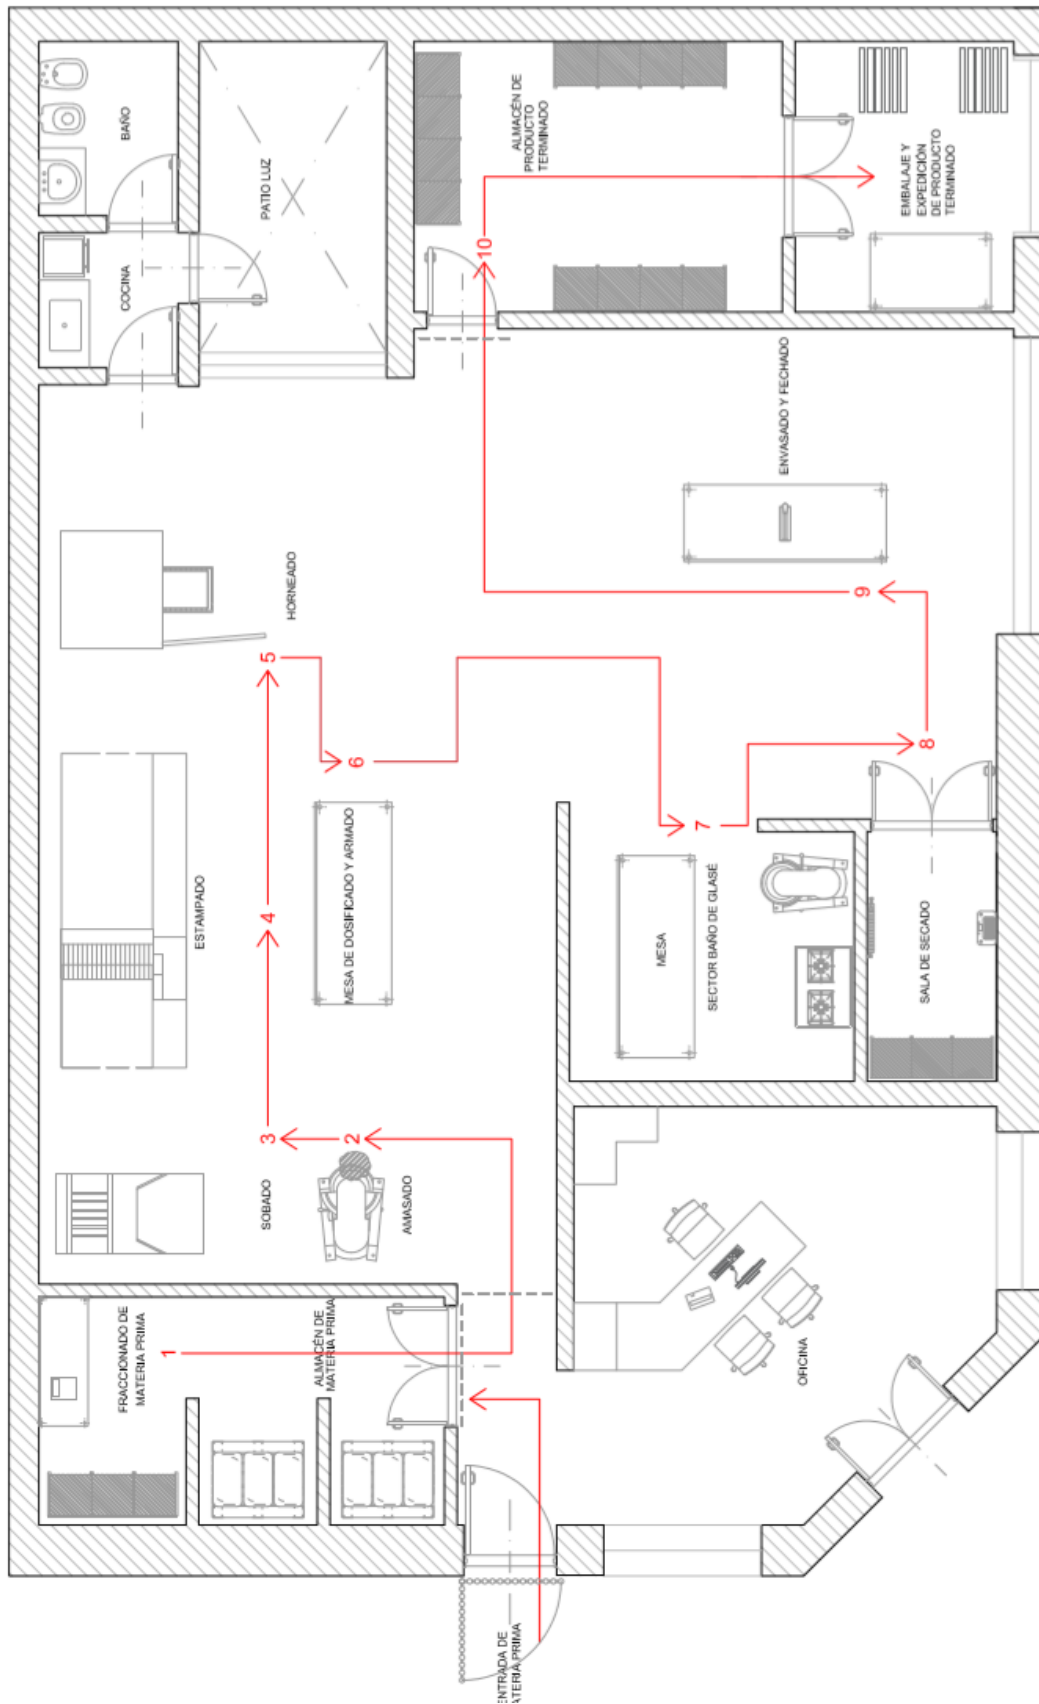 BAÑO
COCINA
PATIO LUZ
ALMACÉN DE
PRODUCTO
TERMINADO
EMBALAJE Y
EXPEDICIÓN
DE PRODUCTO
TERMINADO
10
ENVASADO Y FECHADO
HORNEADO
9
5
6
8
7
ESTAMPADO
4
MESA DE DOSIFICADO Y ARMADO
MESA
SECTOR BAÑO DE GLASÉ
SALA DE SECADO
3
2
SOBADO
AMASADO
FRACCIONADO DE
MATERIA PRIMA
1
ALMACÉN DE
MATERIA PRIMA
OFICINA
ENTRADA DE
MATERIA PRIMA